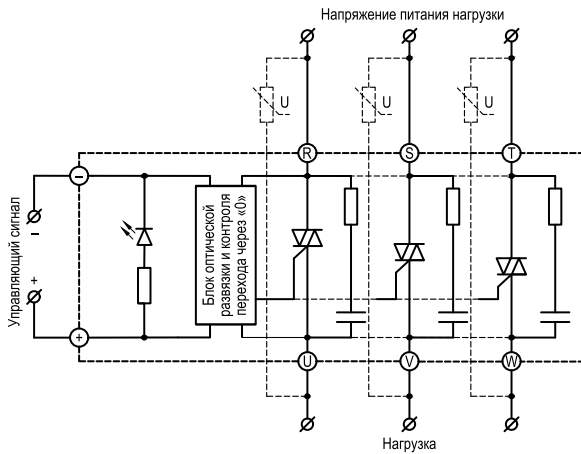 Напряжение питания нагрузки
U
U
U
R
S
T
−
+
Управляющий сигнал
−
+
Блок оптической
развязки и контроля
перехода через «0»
U
V
W
Нагрузка